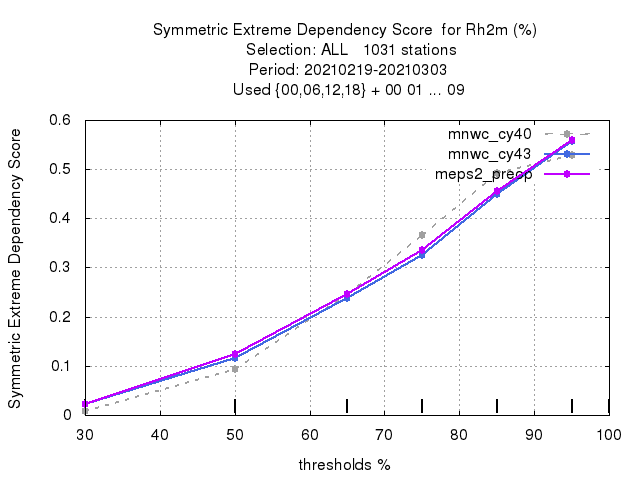 Symmetric Extreme Dependency Score for Rh2m (%)
Selection: ALL 1031 stations
Period: 20210219-20210303
Used {00,06,12,18} + 00 01 ... 09
Symmetric Extreme Dependency Score
0.6
0.5
0.4
0.3
0.2
0.1
0
mnwc_cy40
mnwc_cy43
meps2_preop
30 40 50 60 70 80 90 100
thresholds %